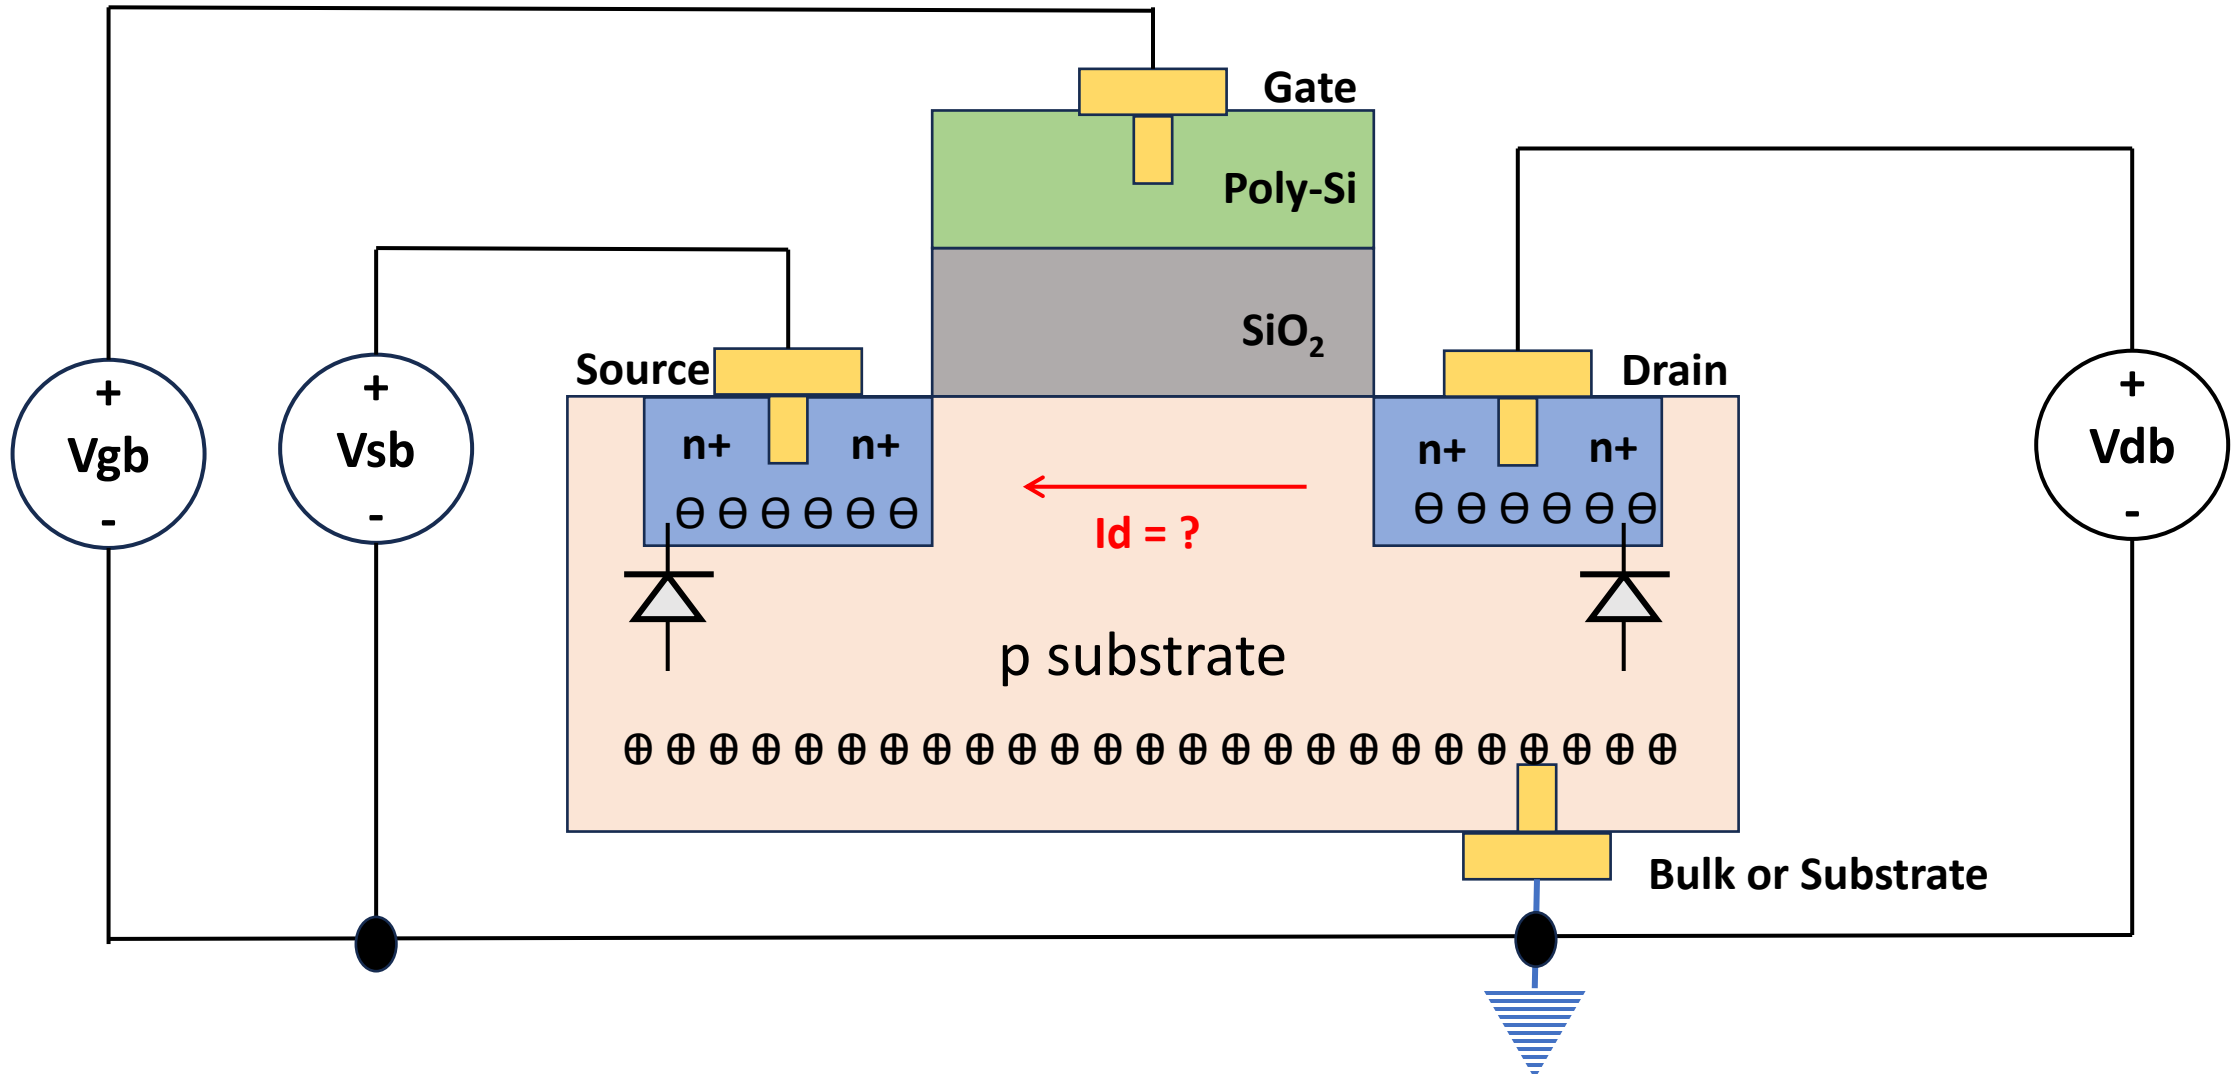 Gate
Poly-Si
SiO2
Source
Drain
+
Vgb
-
+
Vsb
-
+
Vdb
-
n+ n+
n+ n+
⊖ ⊖ ⊖ ⊖ ⊖ ⊖
⊖ ⊖ ⊖ ⊖ ⊖ ⊖
Id = ?
p substrate
⊕ ⊕ ⊕ ⊕ ⊕ ⊕ ⊕ ⊕ ⊕ ⊕ ⊕ ⊕ ⊕ ⊕ ⊕ ⊕ ⊕ ⊕ ⊕ ⊕ ⊕ ⊕ ⊕ ⊕ ⊕
Bulk or Substrate